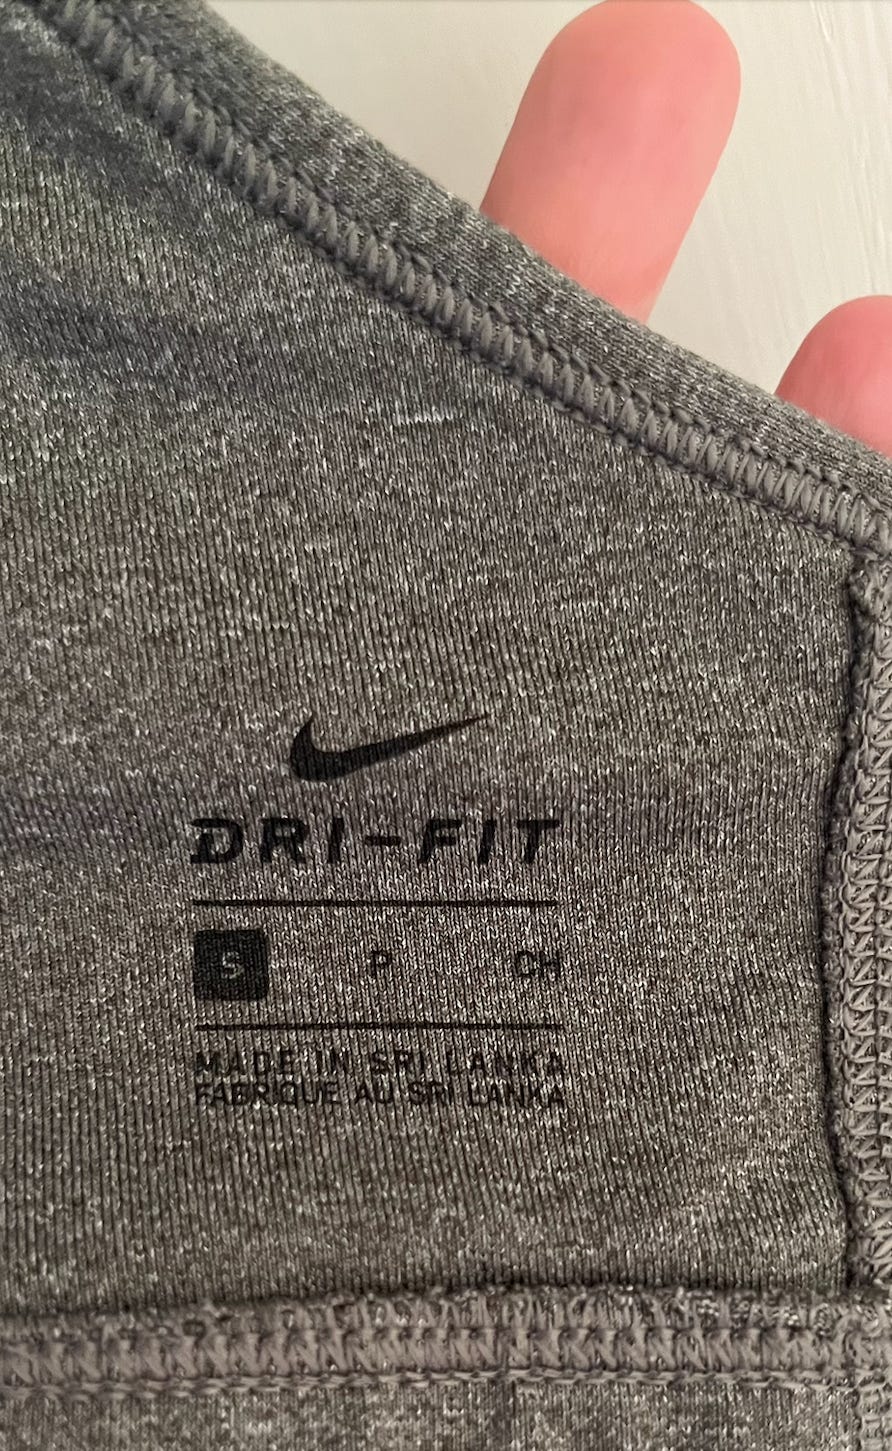 DRI-FIT
S P CH
MADE IN SRI LANKA
FABRIQUE AU SRI LANKA